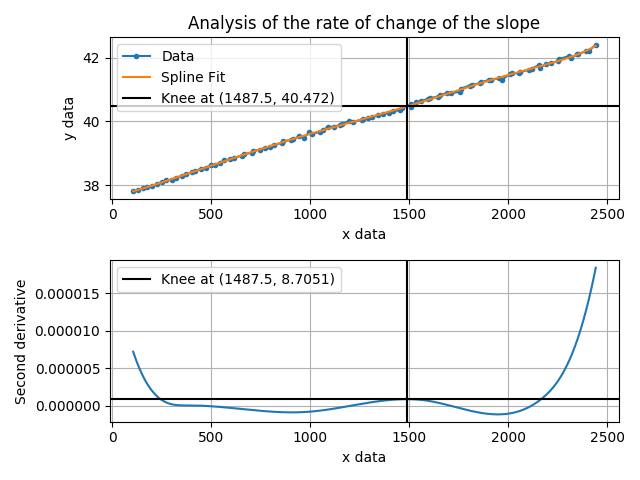 Analysis of the rate of change of the slope
42
40
38
y data
Data
Spline Fit
Knee at (1487.5, 40.472)
0 500 1000 1500 2000 2500
x data
0.000015
0.000010
0.000005
0.000000
Second derivative
Knee at (1487.5, 8.7051)
0 500 1000 1500 2000 2500
x data